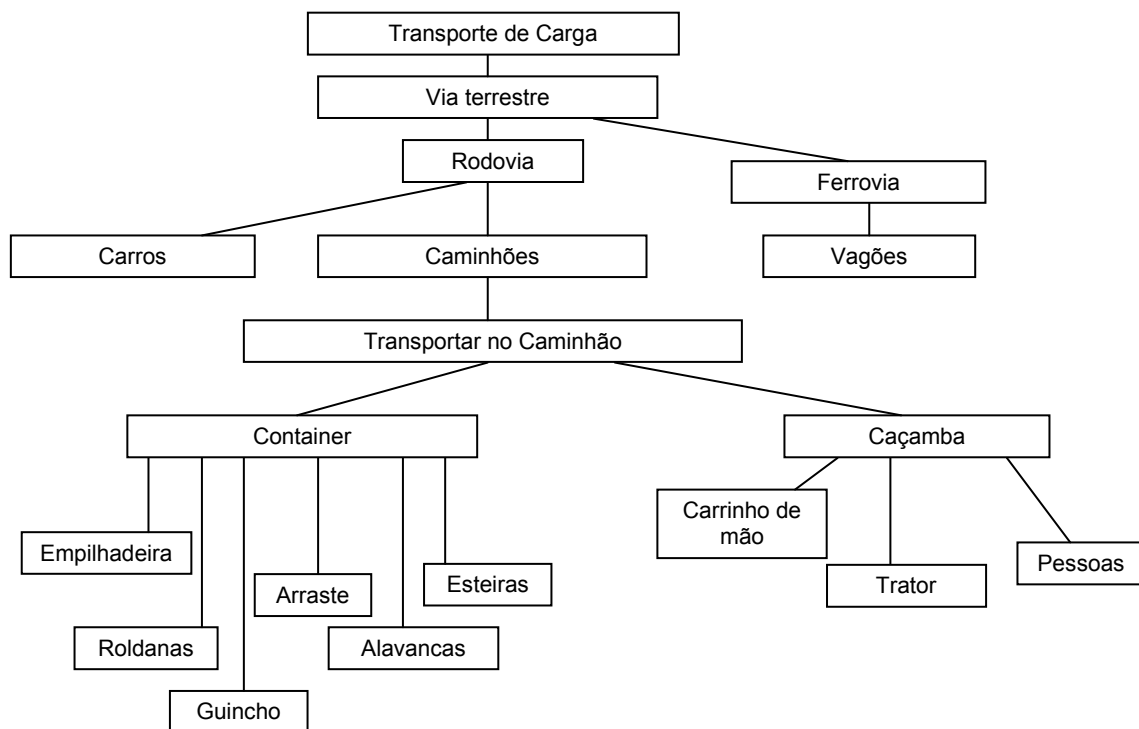 Transporte de Carga
Via terrestre
Rodovia
Ferrovia
Carros
Caminhões
Vagões
Transportar no Caminhão
Container
Caçamba
Empilhadeira
Roldanas
Guincho
Arraste
Alavancas
Esteiras
Carrinho de
mão
Trator
Pessoas